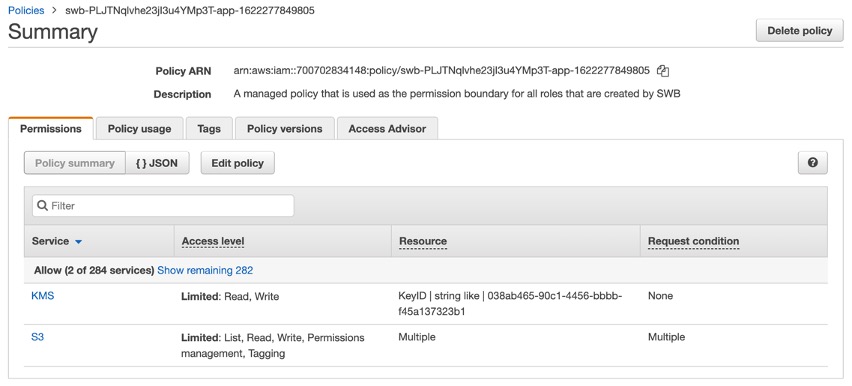 Policies > swb-PLJTNqlvhe23jI3u4YMp3T-app-1622277849805
Summary
Delete policy
Policy ARN arn:aws:iam::700702834148:policy/swb-PLJTNqlvhe23jI3u4YMp3T-app-1622277849805
Description A managed policy that is used as the permission boundary for all roles that are created by SWB
Permissions Policy usage Tags Policy versions Access Advisor
Policy summary { } JSON Edit policy ?
Filter
Service Access level Resource Request condition
Allow (2 of 284 services) Show remaining 282
KMS Limited: Read, Write KeyID | string like | 038ab465-90c1-4456-bbbb- None
f45a137323b1
S3 Limited: List, Read, Write, Permissions Multiple Multiple
management, Tagging